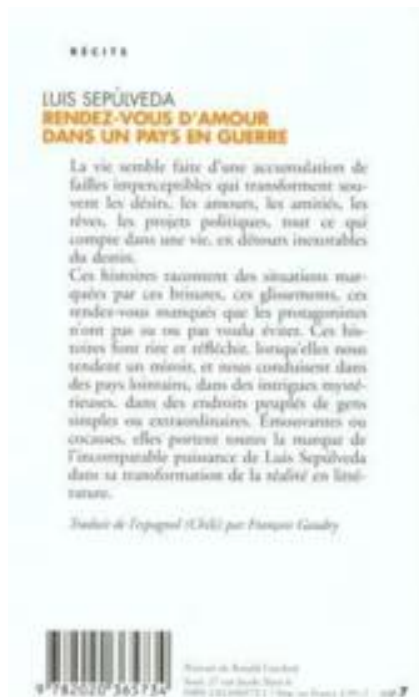 RÉCITS
LUIS SEPÚLVEDA
RENDEZ-VOUS D'AMOUR
DANS UN PAYS EN GUERRE
La vie semble faite d'une accumulation de
failles imperceptibles qui transforment sou-
vent les désirs, les amours, les amitiés, les
rêves, les projets politiques, tout ce qui
compte dans une vie, en détours inexorables
du destin.
Ces histoires racontent des situations mar-
quées par ces brisures, ces glissements, ces
rendez-vous manqués que les protagonistes
n'ont pas su ou pas voulu éviter. Ces his-
toires font rire et réfléchir, lorsqu'elles nous
tendent un miroir, et nous conduisent dans
des pays lointains, dans des intrigues mysté-
rieuses, dans des endroits peuplés de gens
simples ou extraordinaires. Émouvantes ou
cocasses, elles portent toutes la marque de
l'incomparable puissance de Luis Sepúlveda
dans sa transformation de la réalité en litté-
rature.
Traduit de l'espagnol (Chili) par François Gaudry
9 782020 365734